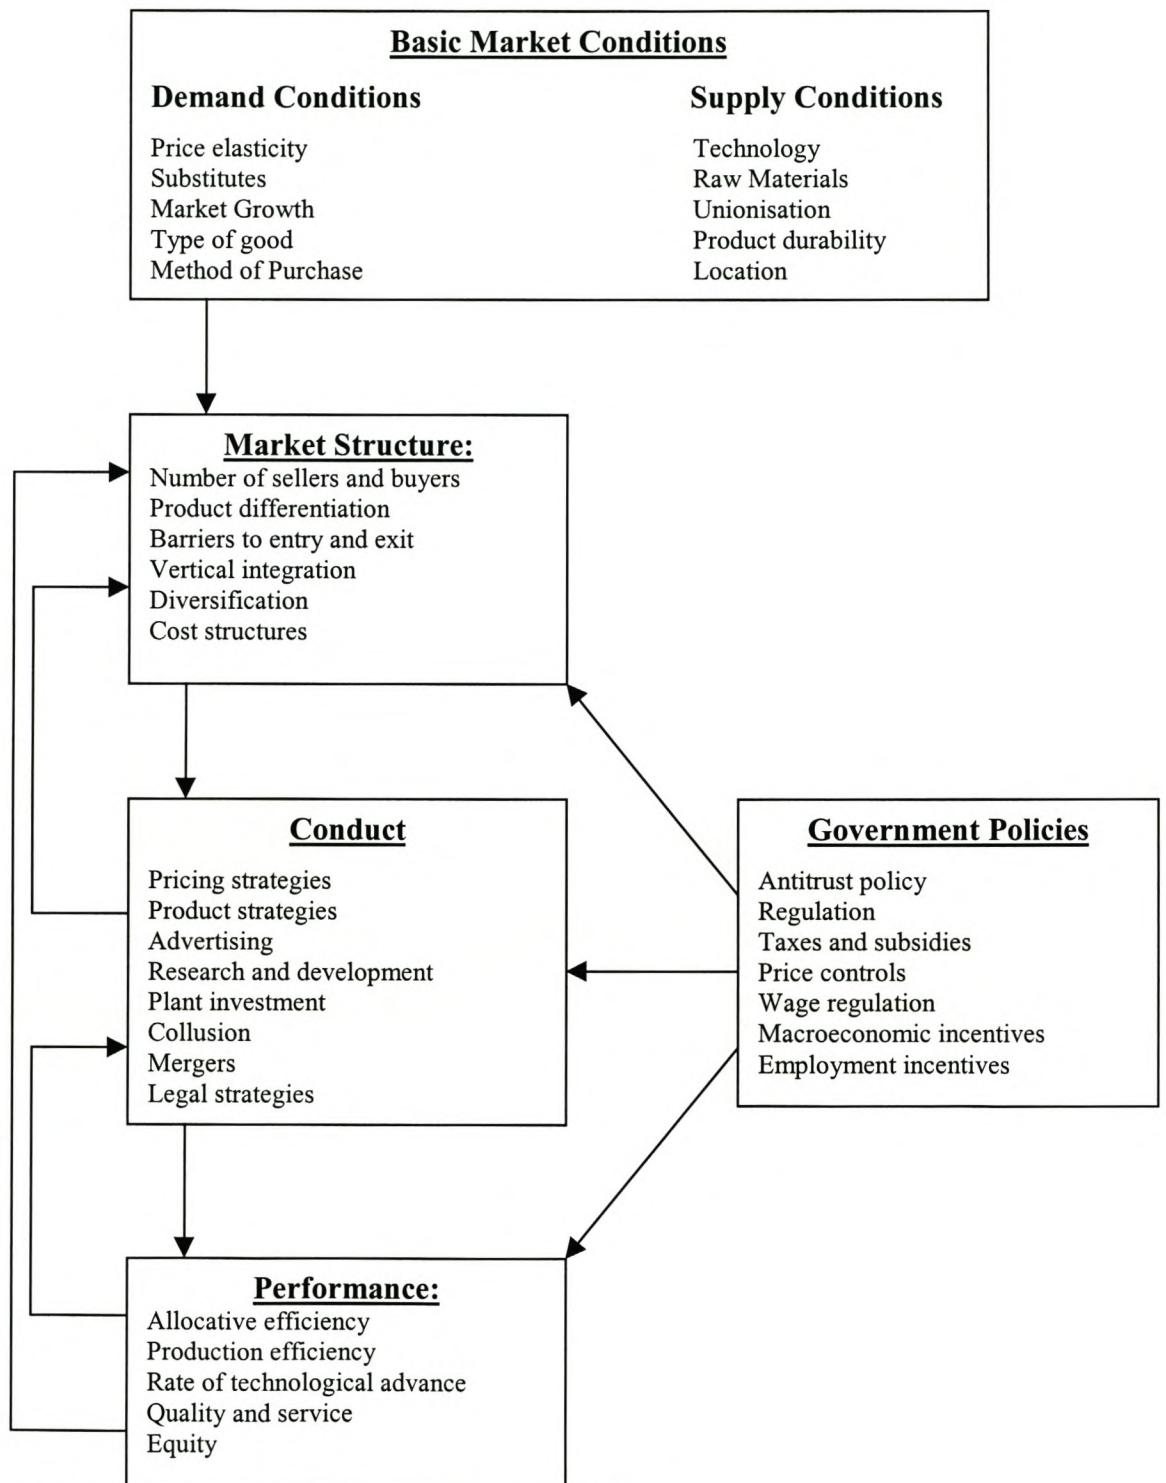 Basic Market Conditions
Demand Conditions
Price elasticity
Substitutes
Market Growth
Type of good
Method of Purchase
Supply Conditions
Technology
Raw Materials
Unionisation
Product durability
Location
Market Structure:
Number of sellers and buyers
Product differentiation
Barriers to entry and exit
Vertical integration
Diversification
Cost structures
Conduct
Pricing strategies
Product strategies
Advertising
Research and development
Plant investment
Collusion
Mergers
Legal strategies
Government Policies
Antitrust policy
Regulation
Taxes and subsidies
Price controls
Wage regulation
Macroeconomic incentives
Employment incentives
Performance:
Allocative efficiency
Production efficiency
Rate of technological advance
Quality and service
Equity